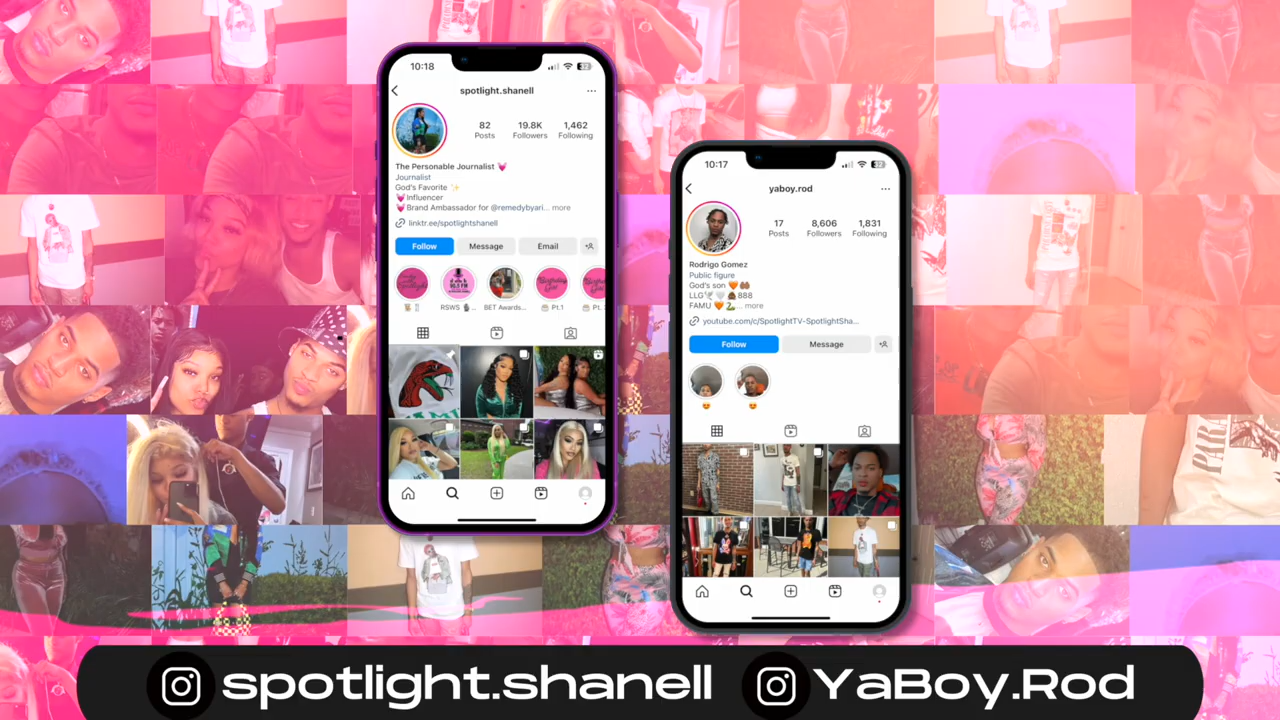 10:18
spotlight.shanell
82 19.8K 1,462
Posts Followers Following
The Personable Journalist 💓
Journalist
God's Favorite ✨
💓Influencer
💓Brand Ambassador for @remedybyari... more
linktr.ee/spotlightshanell
Follow Message Email
RSWS BET Awards... Pt.1 Pt.
10:17
yaboy.rod
17 8,606 1,831
Posts Followers Following
Rodrigo Gomez
Public figure
God's son 🧡🤲🏾
LLG🕊️🤍👨🏾‍🦱888
FAMU 🧡🐍... more
youtube.com/c/SpotlightTV-SpotlightSha...
Follow Message
spotlight.shanell YaBoy.Rod